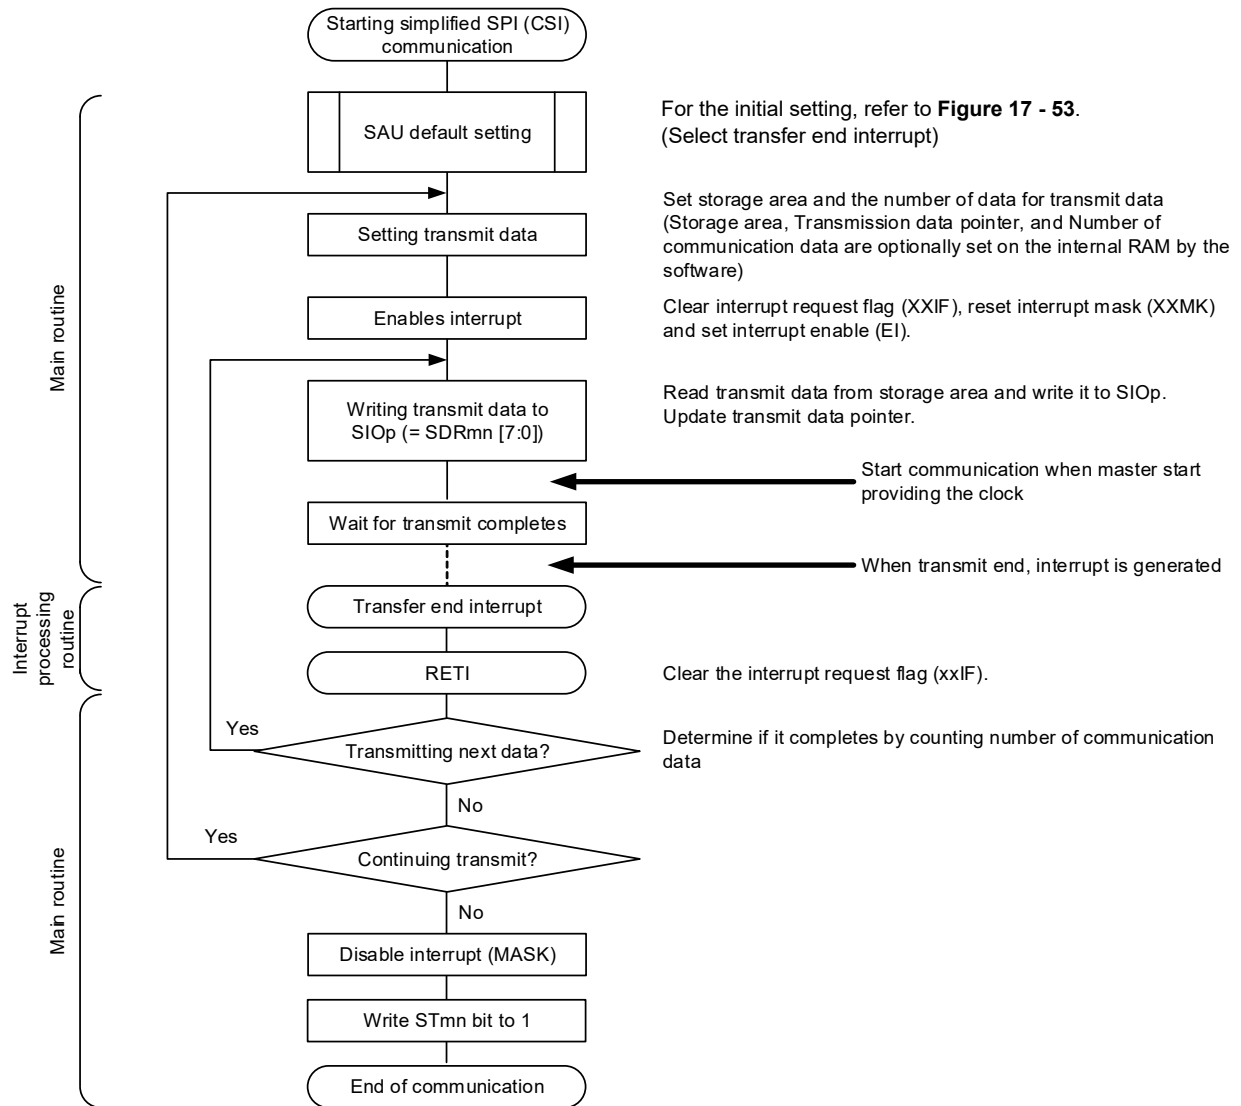 Starting simplified SPI (CSI)
communication
SAU default setting
For the initial setting, refer to Figure 17 - 53.
(Select transfer end interrupt)
Setting transmit data
Set storage area and the number of data for transmit data
(Storage area, Transmission data pointer, and Number of
communication data are optionally set on the internal RAM by the
software)
Enables interrupt
Clear interrupt request flag (XXIF), reset interrupt mask (XXMK)
and set interrupt enable (EI).
Main routine
Writing transmit data to
SIOp (= SDRmn [7:0])
Read transmit data from storage area and write it to SIOp.
Update transmit data pointer.
Start communication when master start
providing the clock
Wait for transmit completes
When transmit end, interrupt is generated
Interrupt
processing
routine
Transfer end interrupt
RETI
Clear the interrupt request flag (xxIF).
Yes
Transmitting next data?
Determine if it completes by counting number of communication
data
No
Yes
Continuing transmit?
No
Main routine
Disable interrupt (MASK)
Write STmn bit to 1
End of communication